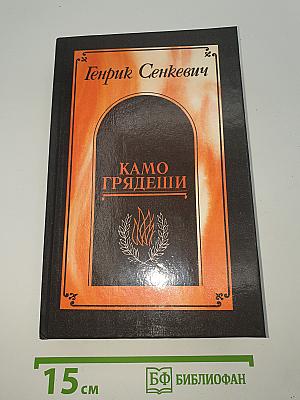 Генрик Сенкевич
КАМО
ГРЯДЕШИ
15 см
БФ БИБЛИОФАН